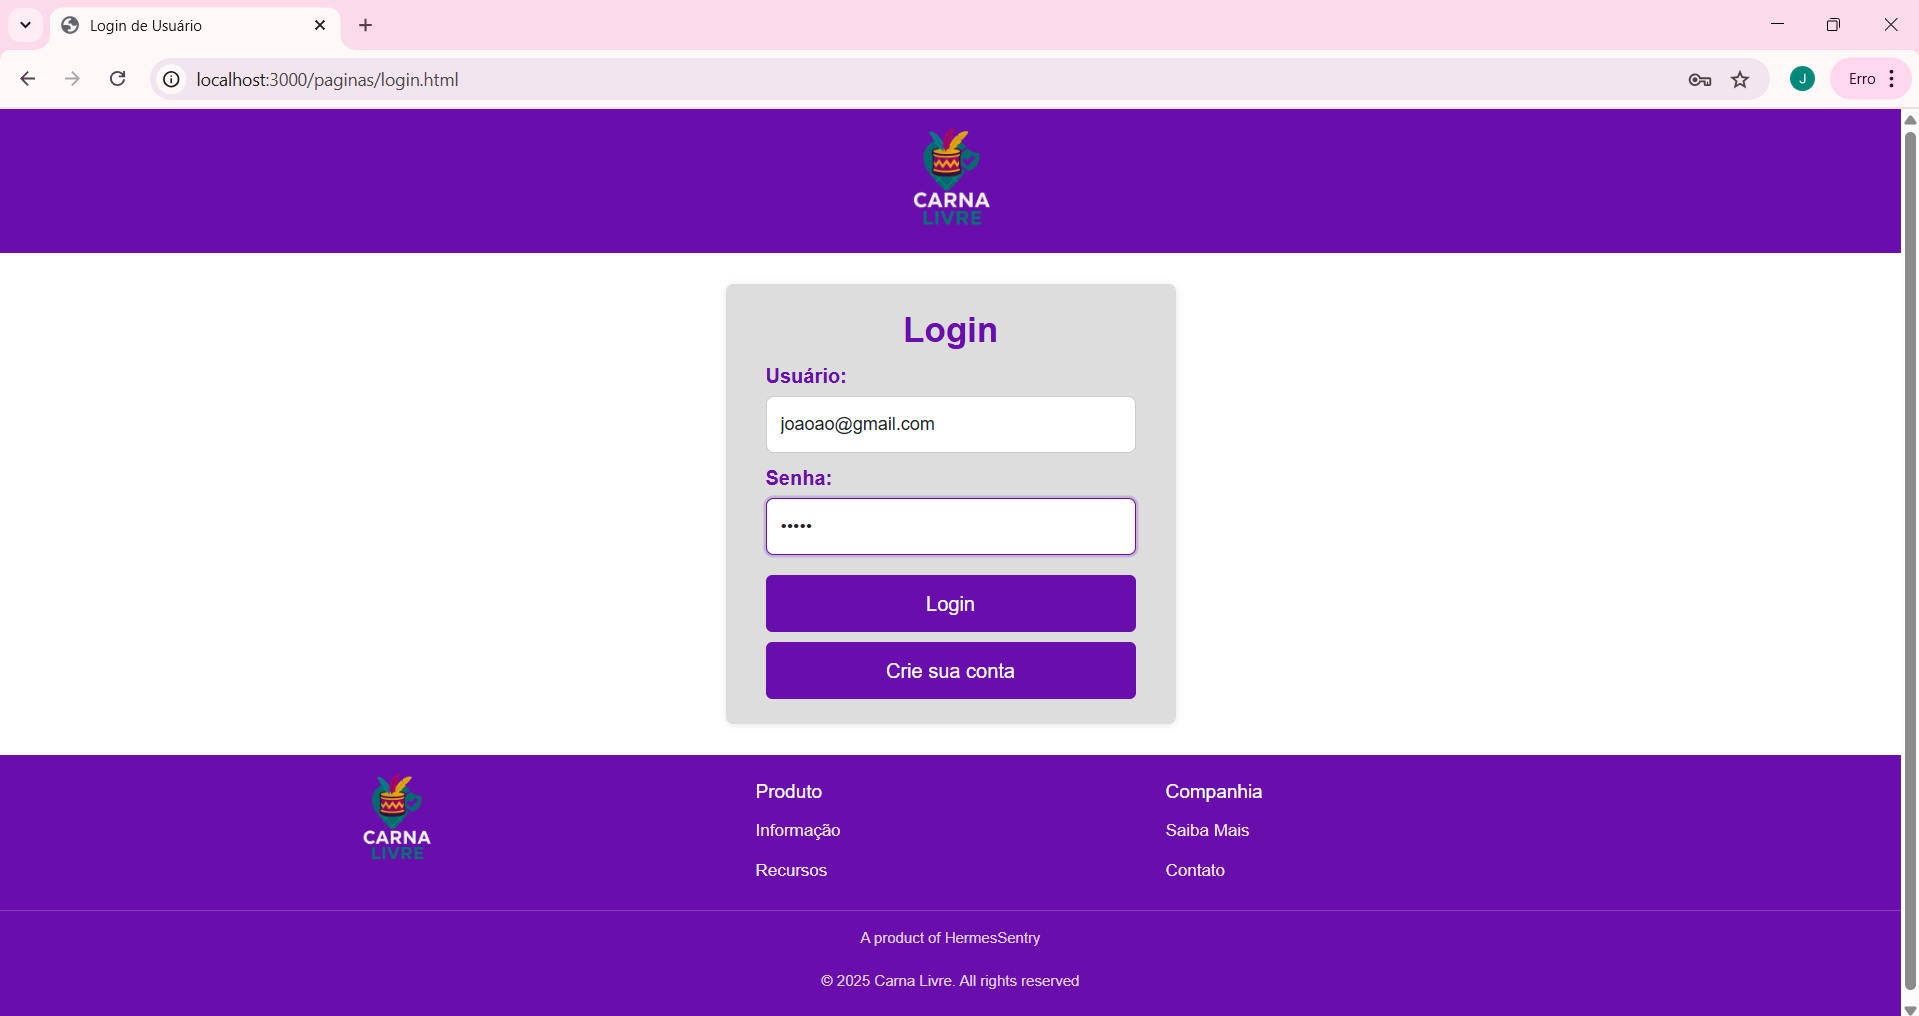 Login de Usuário
localhost:3000/paginas/login.html
J
Erro
CARNA
LIVRE
Login
Usuário:
joaoao@gmail.com
Senha:
•••••
Login
Crie sua conta
CARNA
LIVRE
Produto
Informação
Recursos
Companhia
Saiba Mais
Contato
A product of HermesSentry
© 2025 Carna Livre. All rights reserved